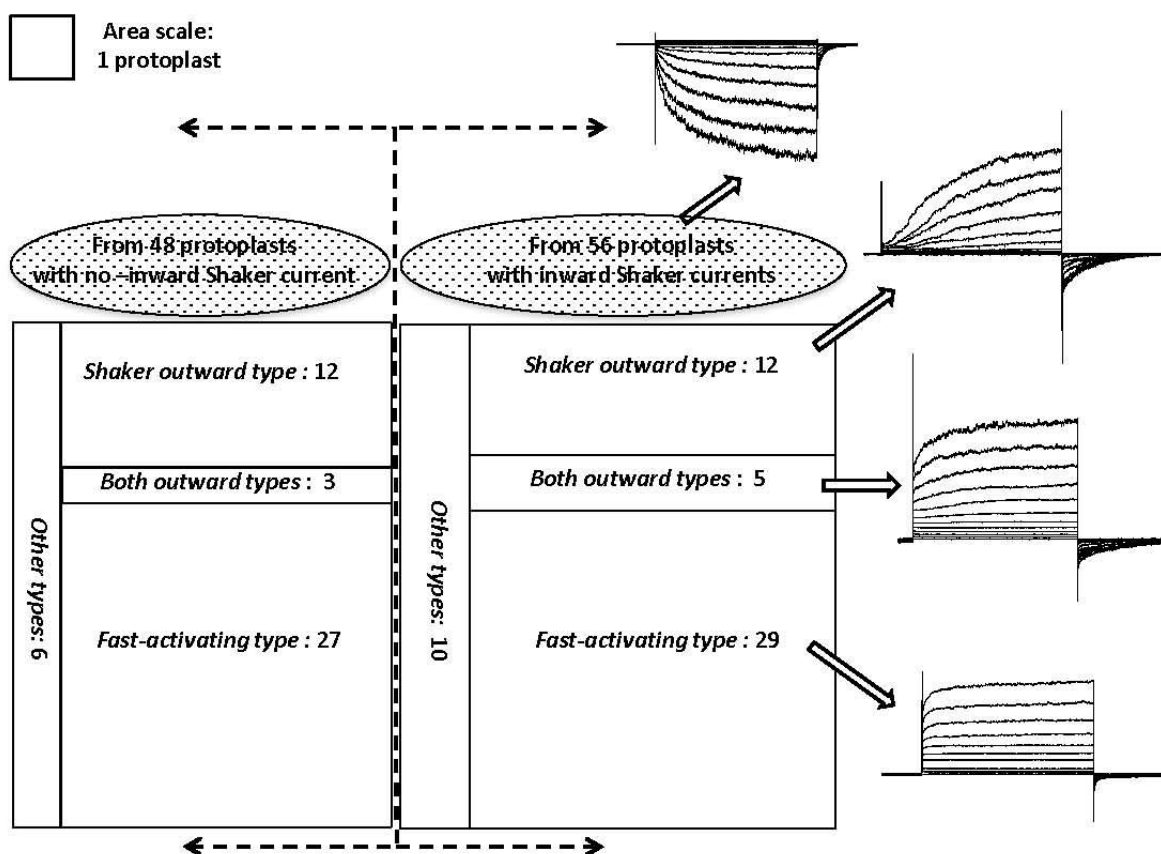 Area scale:
1 protoplast
From 48 protoplasts
with no –inward Shaker current
From 56 protoplasts
with inward Shaker currents
Other types: 6
Shaker outward type : 12
Both outward types : 3
Fast-activating type : 27
Other types: 10
Shaker outward type : 12
Both outward types : 5
Fast-activating type : 29